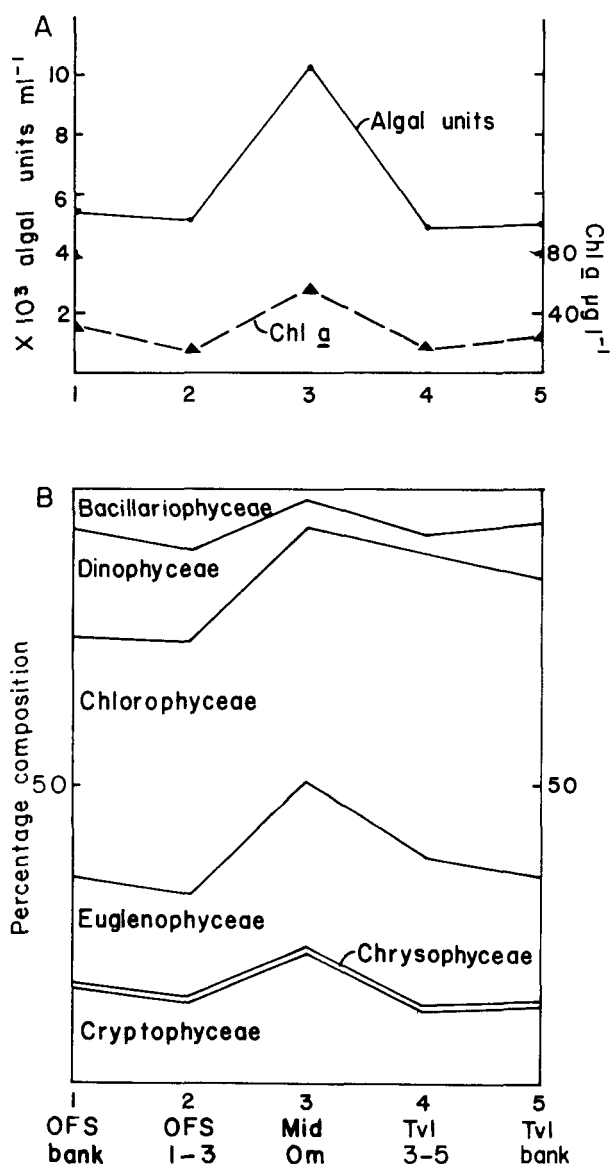 A
10
8
6
4
2
X 10³ algal units ml⁻¹
Algal units
Chl a
80
40
Chl a µg l⁻¹
1 2 3 4 5
B
Bacillariophyceae
Dinophyceae
Chlorophyceae
50
50
Percentage composition
Euglenophyceae
Chrysophyceae
Cryptophyceae
1 2 3 4 5
OFS OFS Mid Tvl Tvl
bank 1-3 Om 3-5 bank